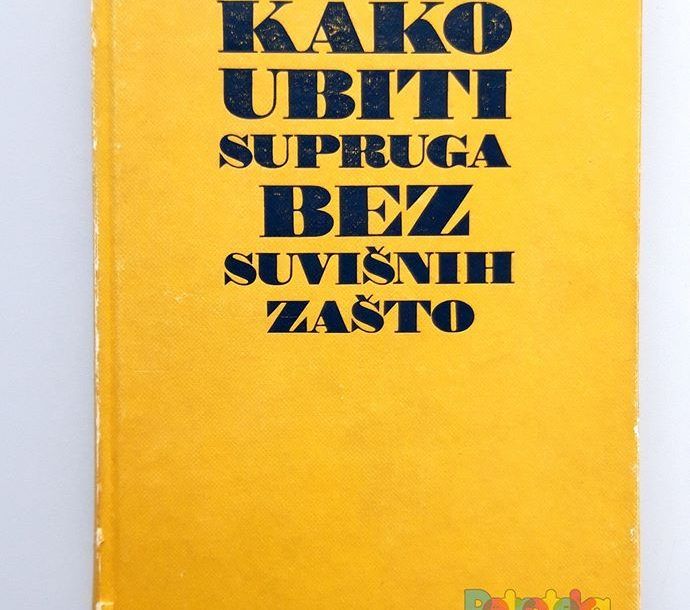 KAKO
UBITI
SUPRUGA
BEZ
SUVIŠNIH
ZAŠTO